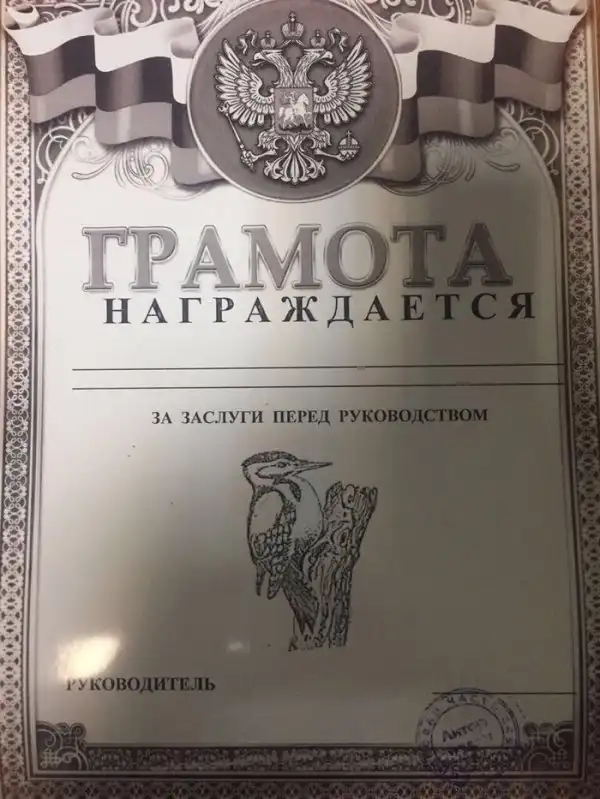 ГРАМОТА
НАГРАЖДАЕТСЯ
ЗА ЗАСЛУГИ ПЕРЕД РУКОВОДСТВОМ
РУКОВОДИТЕЛЬ